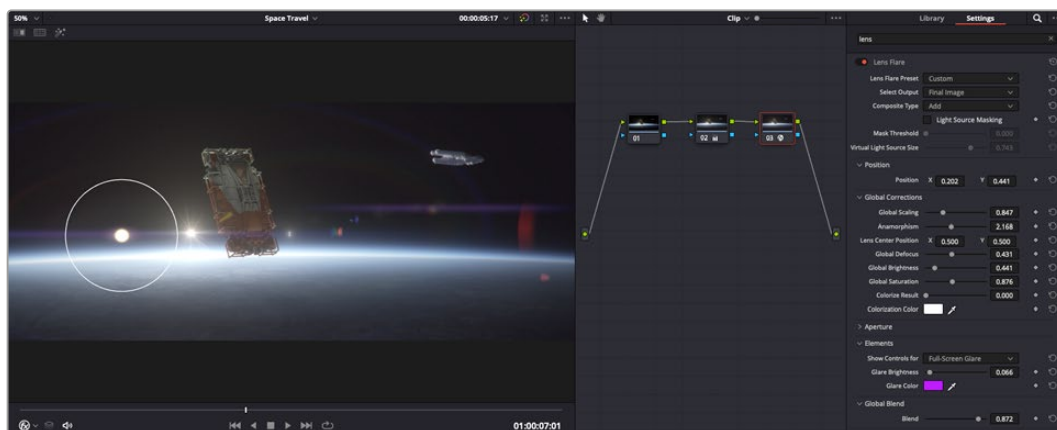 50% Space Travel 00:00:05:17 Clip Library Settings
lens
Lens Flare
Lens Flare Preset Custom
Select Output Final Image
Composite Type Add
Light Source Masking
Mask Threshold 0.000
Virtual Light Source Size 0.743
Position
Position X 0.202 Y 0.441
Global Corrections
Global Scaling 0.847
Anamorphism 2.168
Lens Center Position X 0.500 Y 0.500
Global Defocus 0.431
Global Brightness 0.441
Global Saturation 0.876
Colorize Result 0.000
Colorization Color
Aperture
Elements
Show Controls for Full-Screen Glare
Glare Brightness 0.066
Glare Color
Global Blend
Blend 0.872
01 02 03
01:00:07:01